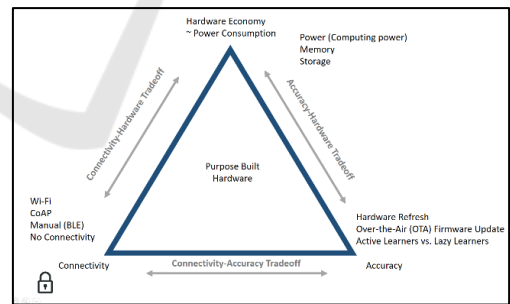 Hardware Economy
~ Power Consumption
Power (Computing power)
Memory
Storage
Connectivity-Hardware Tradeoff
Accuracy-Hardware Tradeoff
Purpose Built
Hardware
Wi-Fi
CoAP
Manual (BLE)
No Connectivity
Hardware Refresh
Over-the-Air (OTA) Firmware Update
Active Learners vs. Lazy Learners
Connectivity
Connectivity-Accuracy Tradeoff
Accuracy